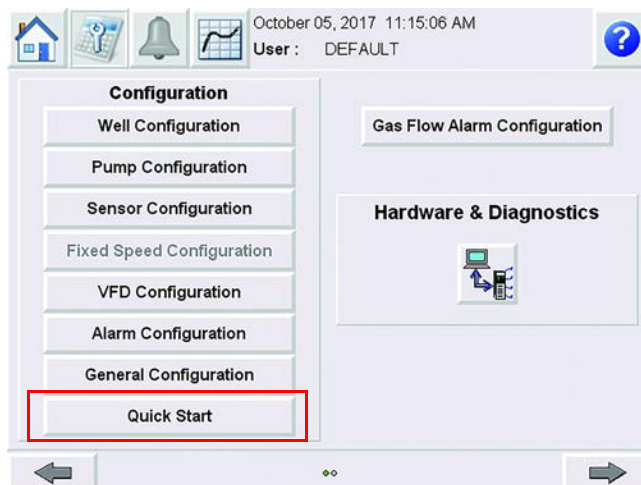 October 05, 2017 11:15:06 AM
User : DEFAULT
?
Configuration
Well Configuration
Pump Configuration
Sensor Configuration
Fixed Speed Configuration
VFD Configuration
Alarm Configuration
General Configuration
Quick Start
Gas Flow Alarm Configuration
Hardware & Diagnostics